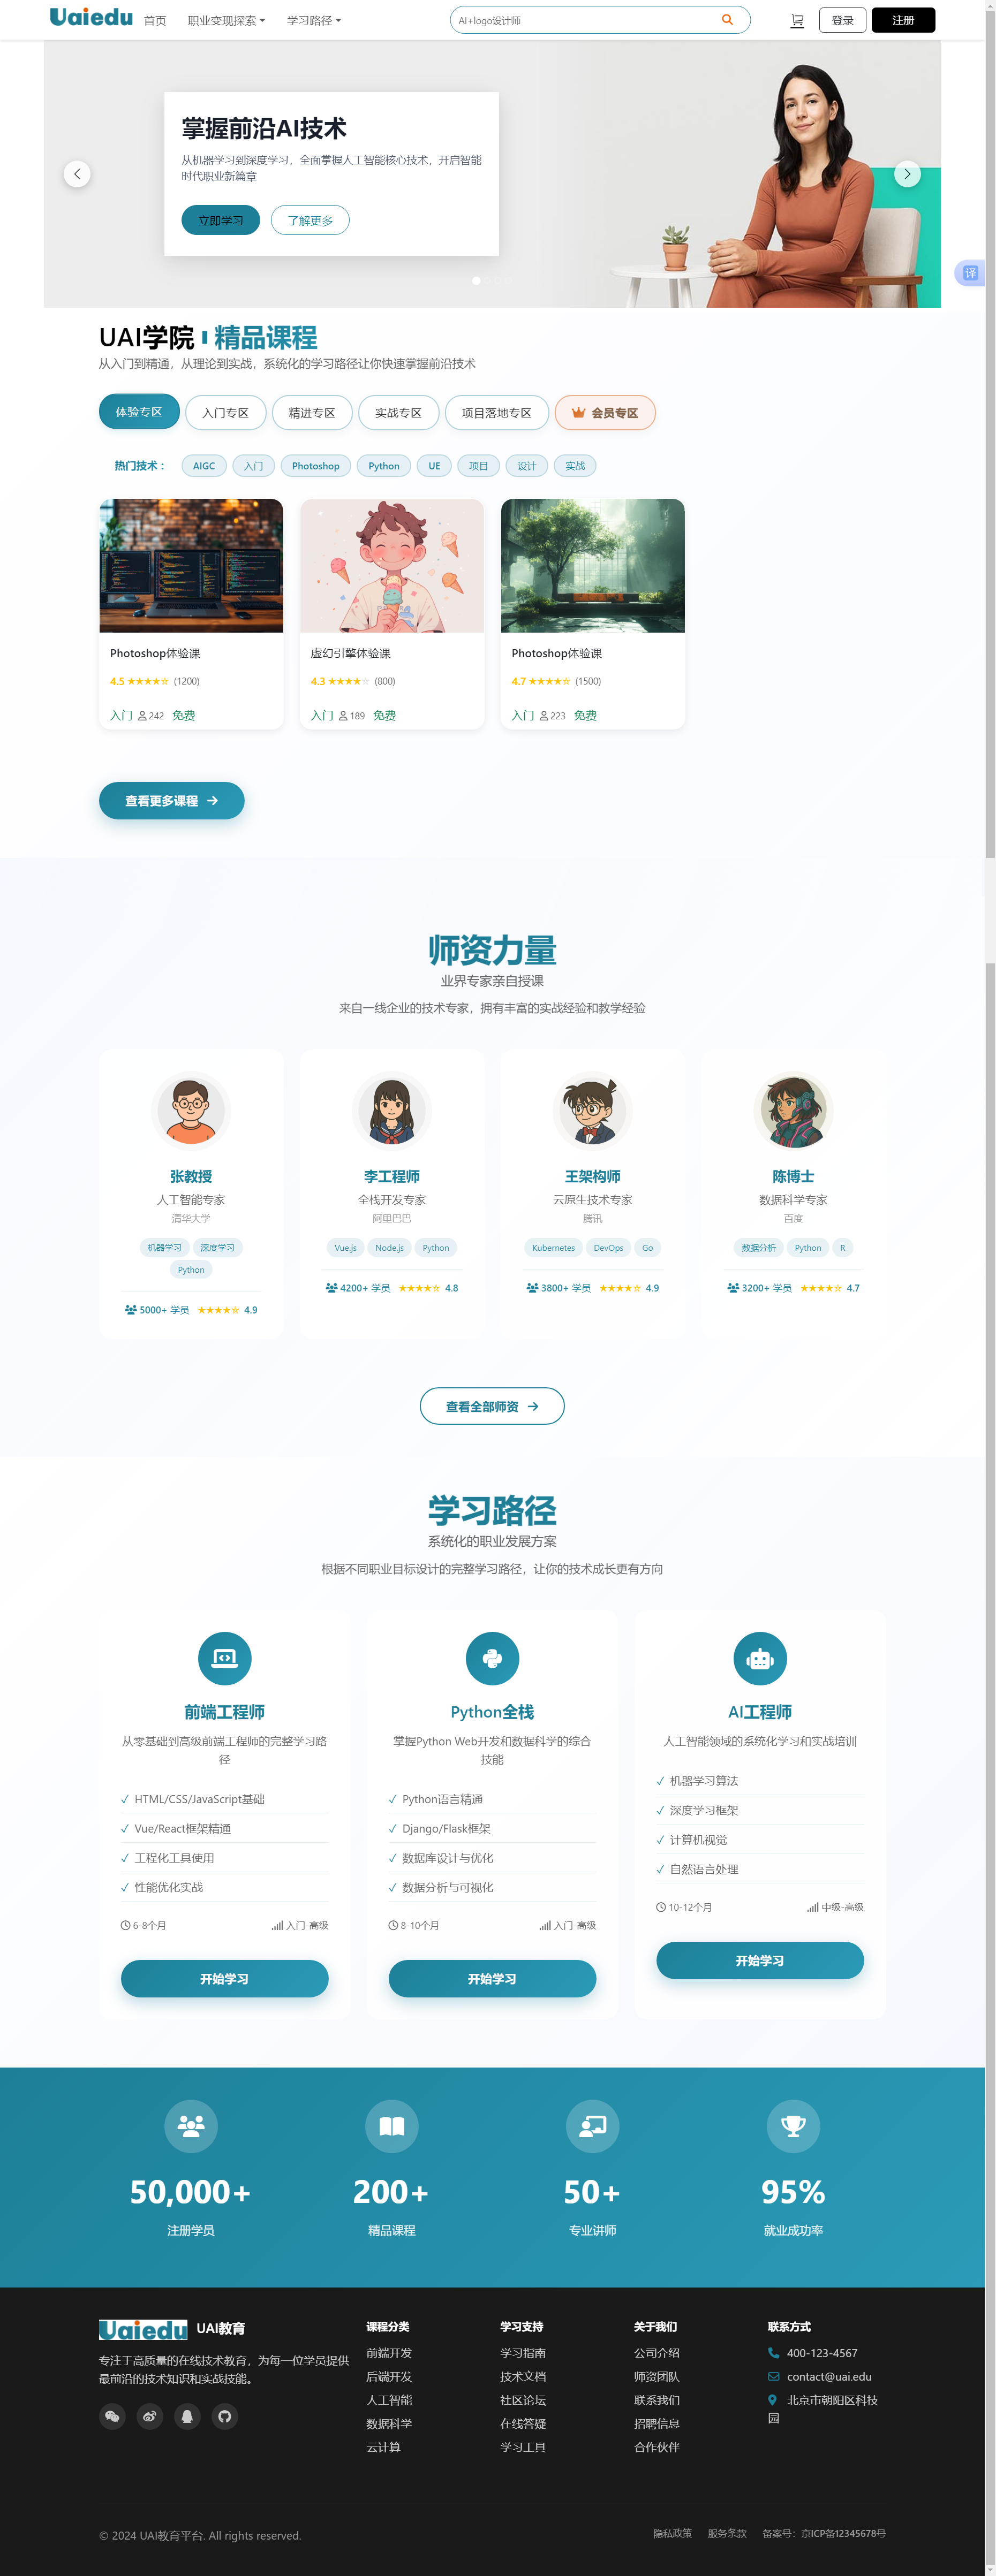 Uaiedu
首页
职业变现探索
学习路径
AI+logo设计师
登录
注册
掌握前沿AI技术
从机器学习到深度学习，全面掌握人工智能核心技术，开启智能
时代职业新篇章
立即学习
了解更多
译
UAI学院
精品课程
从入门到精通，从理论到实战，系统化的学习路径让你快速掌握前沿技术
体验专区
入门专区
精进专区
实战专区
项目落地专区
会员专区
热门技术：
AIGC
入门
Photoshop
Python
UE
项目
设计
实战
Photoshop体验课
4.5 (1200)
入门 242 免费
虚幻引擎体验课
4.3 (800)
入门 189 免费
Photoshop体验课
4.7 (1500)
入门 223 免费
查看更多课程
师资力量
业界专家亲自授课
来自一线企业的技术专家，拥有丰富的实战经验和教学经验
张教授
人工智能专家
清华大学
机器学习
深度学习
Python
5000+ 学员 4.9
李工程师
全栈开发专家
阿里巴巴
Vue.js
Node.js
Python
4200+ 学员 4.8
王架构师
云原生技术专家
腾讯
Kubernetes
DevOps
Go
3800+ 学员 4.9
陈博士
数据科学专家
百度
数据分析
Python
R
3200+ 学员 4.7
查看全部师资
学习路径
系统化的职业发展方案
根据不同职业目标设计的完整学习路径，让你的技术成长更有方向
前端工程师
从零基础到高级前端工程师的完整学习路
径
HTML/CSS/JavaScript基础
Vue/React框架精通
工程化工具使用
性能优化实战
6-8个月
入门-高级
开始学习
Python全栈
掌握Python Web开发和数据科学的综合
技能
Python语言精通
Django/Flask框架
数据库设计与优化
数据分析与可视化
8-10个月
入门-高级
开始学习
AI工程师
人工智能领域的系统化学习和实战培训
机器学习算法
深度学习框架
计算机视觉
自然语言处理
10-12个月
中级-高级
开始学习
50,000+
注册学员
200+
精品课程
50+
专业讲师
95%
就业成功率
Uaiedu
UAI教育
专注于高质量的在线技术教育，为每一位学员提供
最前沿的技术知识和实战技能。
课程分类
前端开发
后端开发
人工智能
数据科学
云计算
学习支持
学习指南
技术文档
社区论坛
在线答疑
学习工具
关于我们
公司介绍
师资团队
联系我们
招聘信息
合作伙伴
联系方式
400-123-4567
contact@uai.edu
北京市朝阳区科技
园
© 2024 UAI教育平台. All rights reserved.
隐私政策
服务条款
备案号：京ICP备12345678号